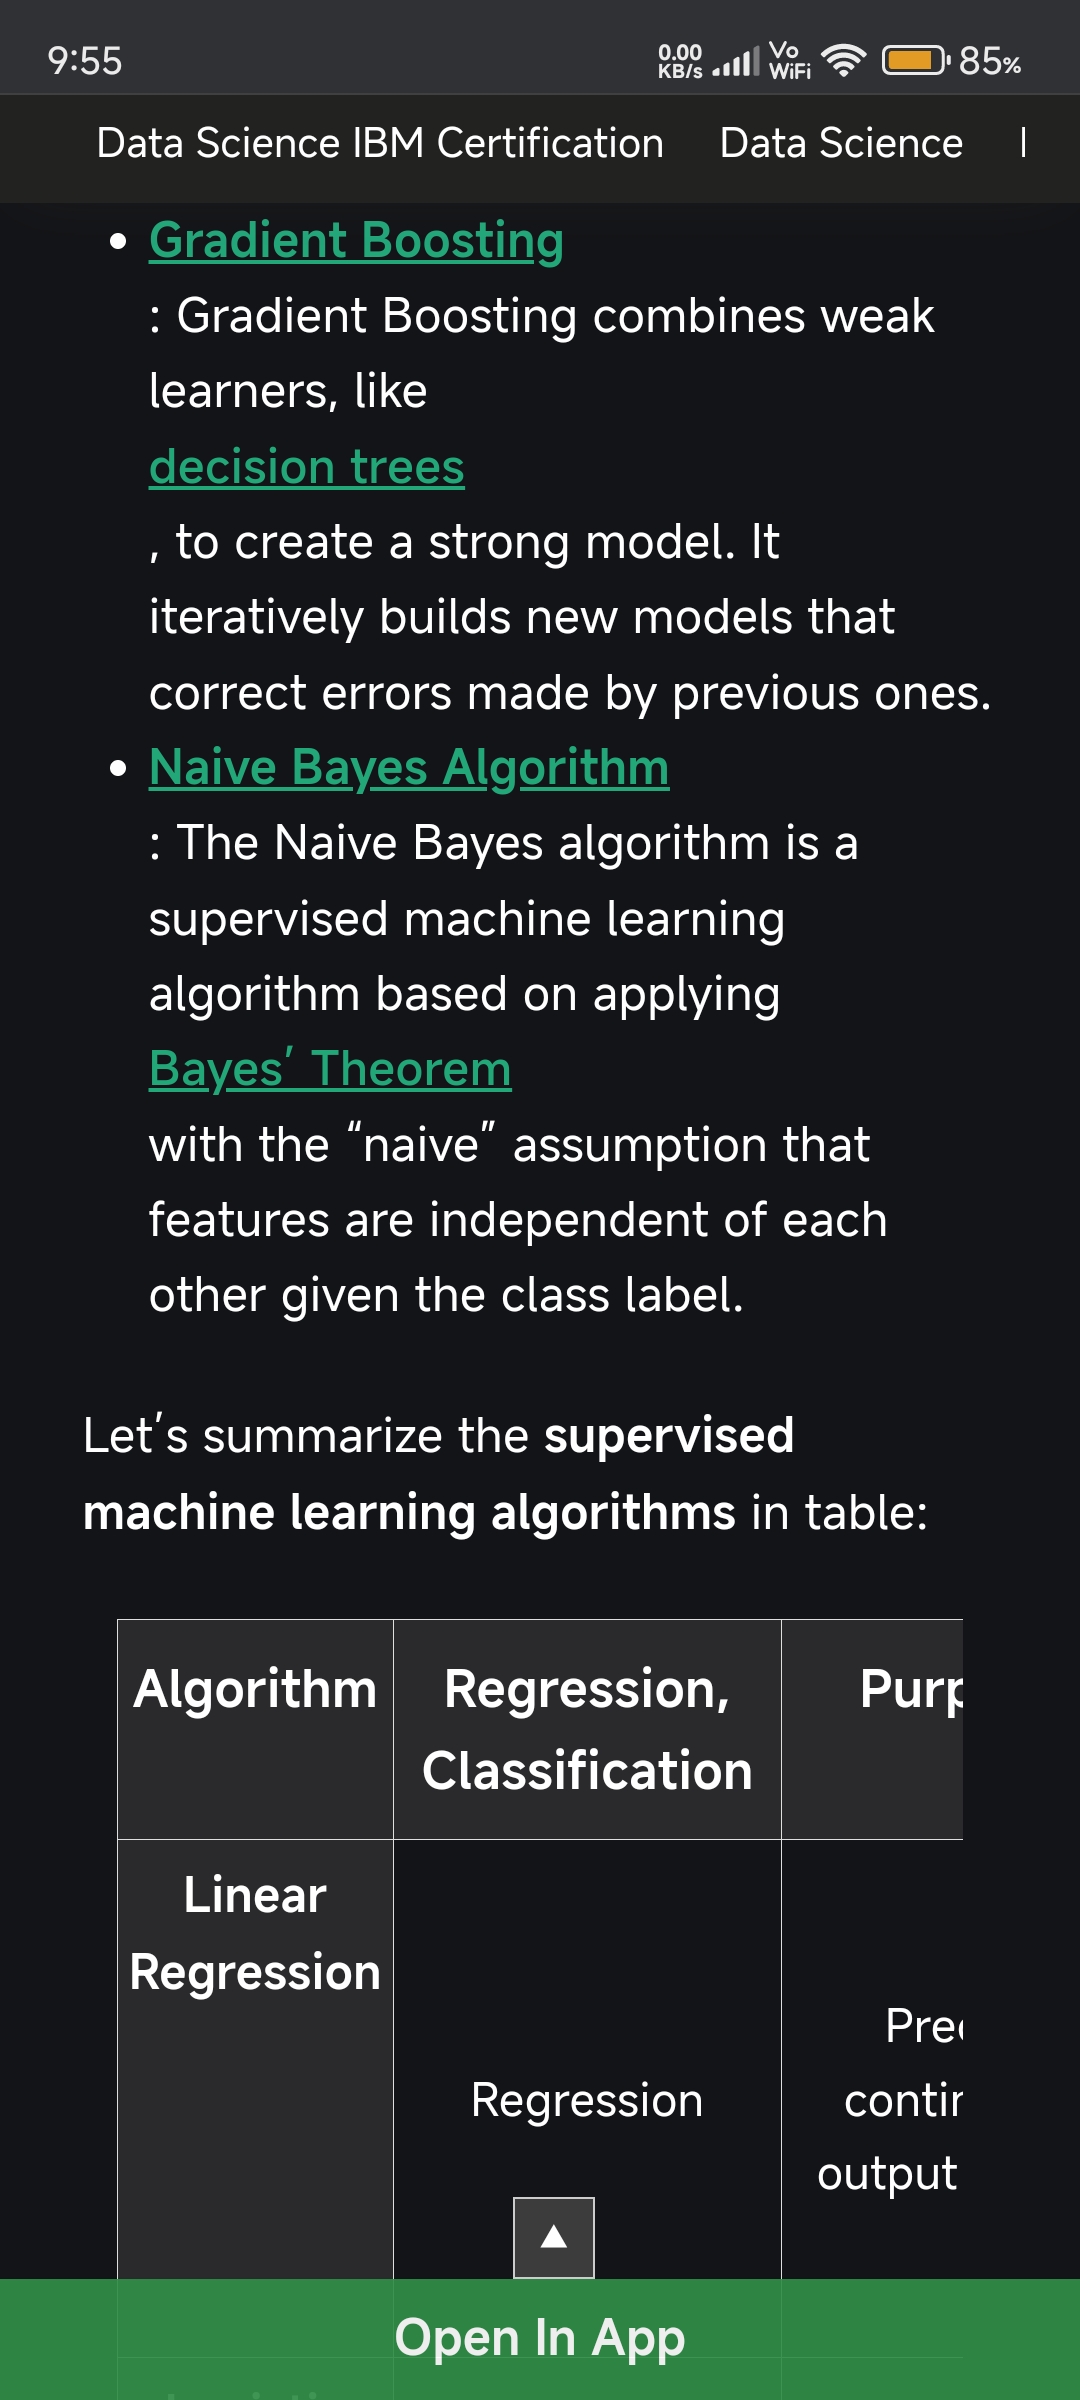 9:55
0.00
KB/s
Vo
WiFi
85%
Data Science IBM Certification Data Science
Gradient Boosting
: Gradient Boosting combines weak
learners, like
decision trees
, to create a strong model. It
iteratively builds new models that
correct errors made by previous ones.
Naive Bayes Algorithm
: The Naive Bayes algorithm is a
supervised machine learning
algorithm based on applying
Bayes’ Theorem
with the “naive” assumption that
features are independent of each
other given the class label.
Let’s summarize the supervised
machine learning algorithms in table:
Algorithm
Regression,
Classification
Purp
Linear
Regression
Regression
Pre
contin
output
Open In App